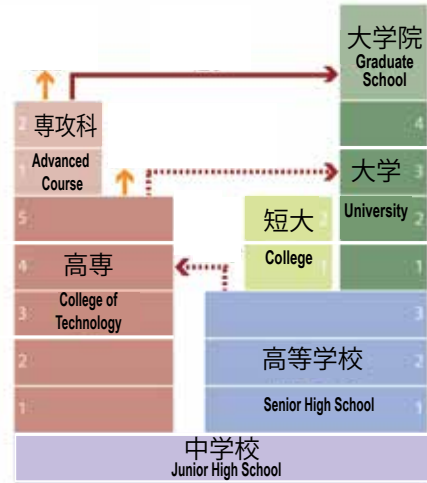 大学院
Graduate
School
2
専攻科
4
1
Advanced
Course
大学
3
5
短大
2
University
2
4
高専
College
1
1
3
College of
Technology
3
2
高等学校
2
1
Senior High School
1
中学校
Junior High School